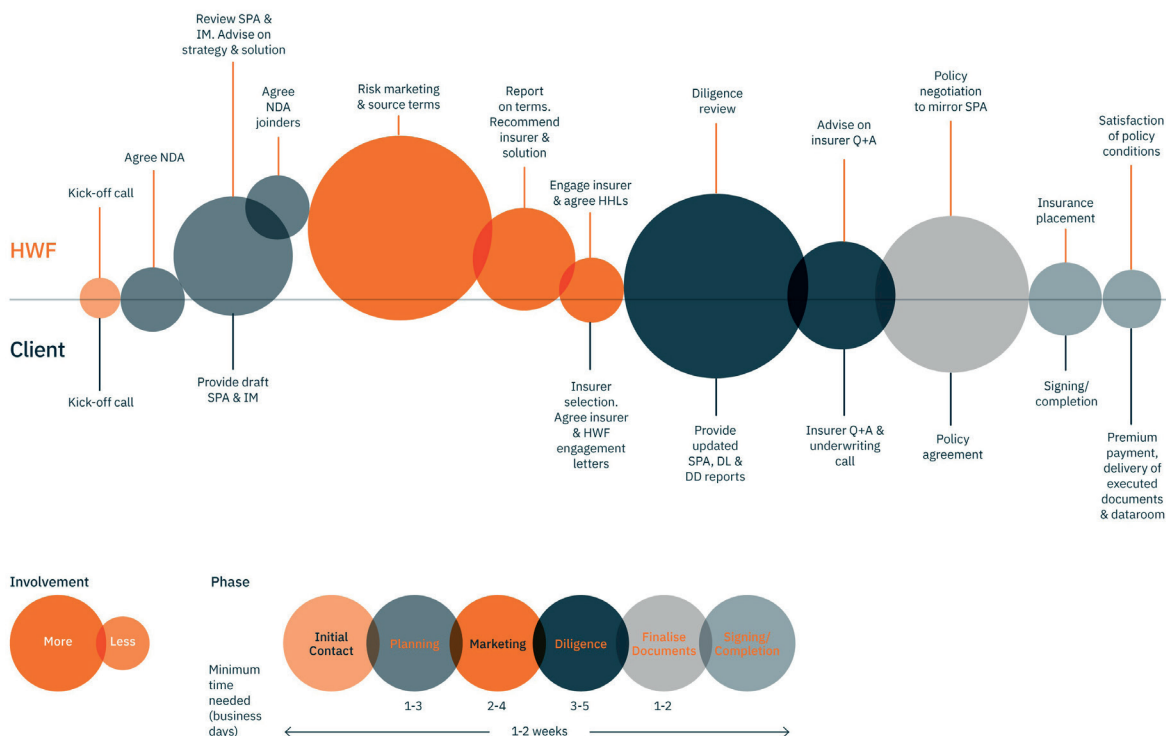 Review SPA &
IM. Advise on
strategy & solution
Agree
NDA
joinders
Risk marketing
& source terms
Report
on terms.
Recommend
insurer &
solution
Diligence
review
Policy
negotiation
to mirror SPA
Satisfaction
of policy
conditions
Advise on
insurer Q+A
Agree NDA
Kick-off call
Engage insurer
& agree HHLs
Insurance
placement
HWF
Client
Kick-off call
Provide draft
SPA & IM
Insurer
selection.
Agree insurer
& HWF
engagement
letters
Provide
updated
SPA, DL &
DD reports
Insurer Q+A &
underwriting
call
Policy
agreement
Signing/
completion
Premium
payment,
delivery of
executed
documents
& dataroom
Involvement
More
Less
Phase
Initial
Contact
Planning
Marketing
Diligence
Finalise
Documents
Signing/
Completion
Minimum
time
needed
(business
days)
1-3
2-4
3-5
1-2
1-2 weeks